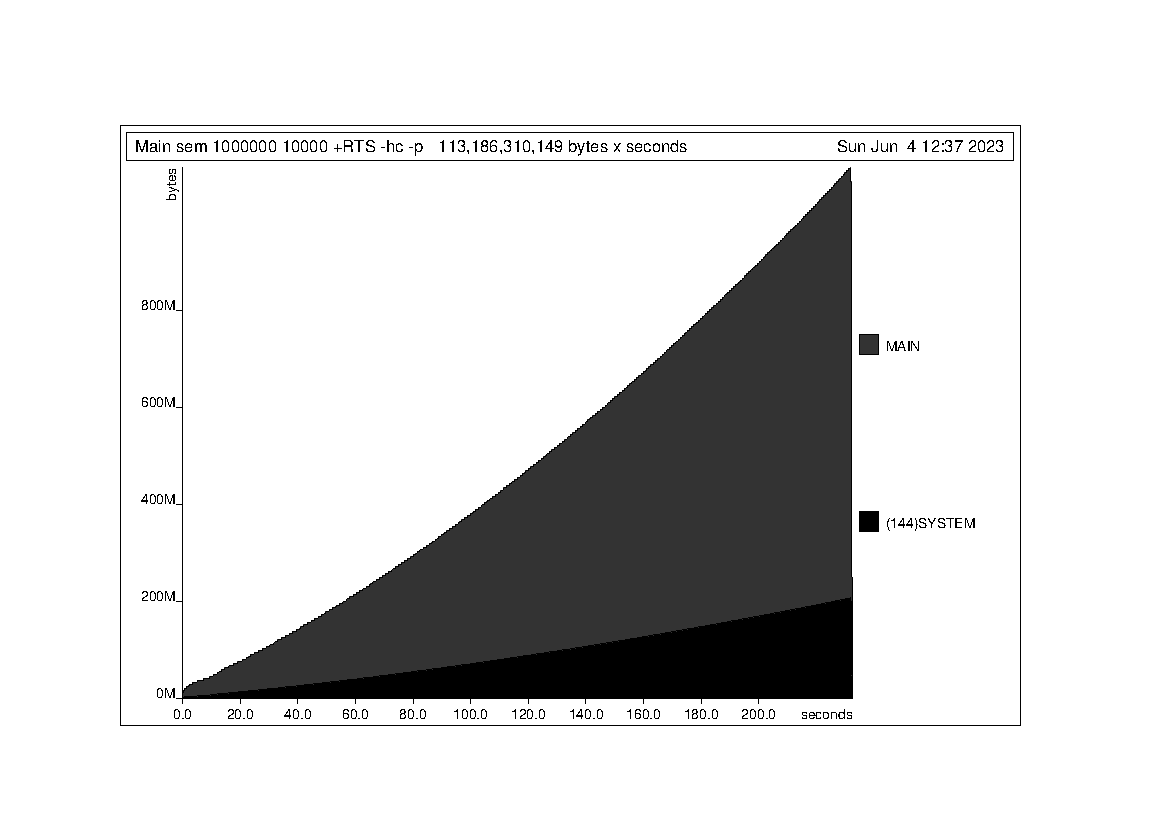 Main sem 1000000 10000 +RTS -hc -p 113,186,310,149 bytes x seconds Sun Jun 4 12:37 2023
bytes
800M
600M
400M
200M
0M
0.0 20.0 40.0 60.0 80.0 100.0 120.0 140.0 160.0 180.0 200.0 seconds
MAIN
(144)SYSTEM